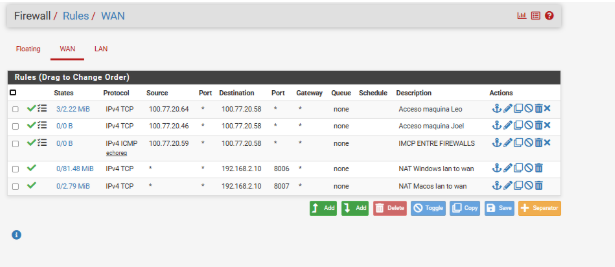 Firewall / Rules / WAN
Floating WAN LAN
Rules (Drag to Change Order)
States Protocol Source Port Destination Port Gateway Queue Schedule Description Actions
3/2.22 MiB IPv4 TCP 100.77.20.64 * 100.77.20.58 * * none Acceso maquina Leo
0/0 B IPv4 TCP 100.77.20.46 * 100.77.20.58 * * none Acceso maquina Joel
0/0 B IPv4 ICMP 100.77.20.59 * 100.77.20.58 * * none IMCP ENTRE FIREWALLS
echoreq
0/81.48 MiB IPv4 TCP * * 192.168.2.10 8006 * none NAT Windows lan to wan
0/2.79 MiB IPv4 TCP * * 192.168.2.10 8007 * none NAT Macos lan to wan
Add Add Delete Toggle Copy Save Separator